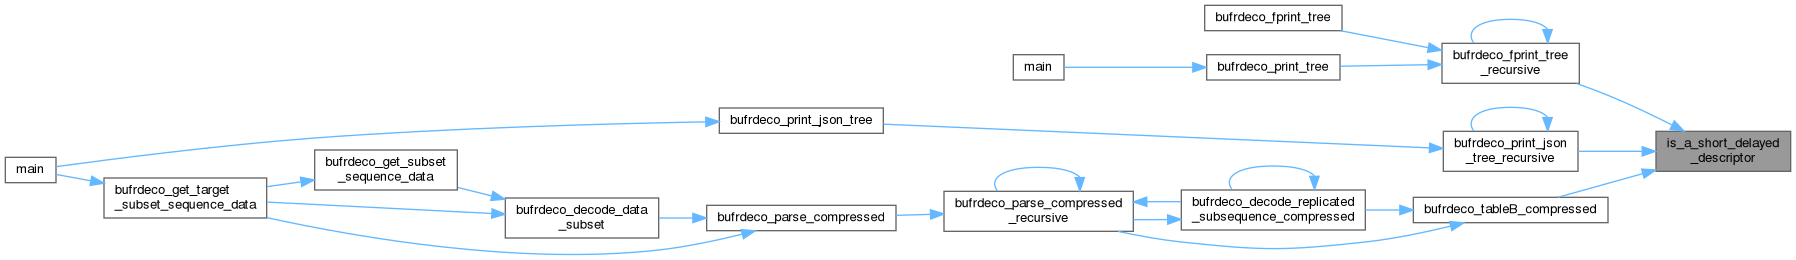 bufrdeco_fprint_tree
main
bufrdeco_print_tree
bufrdeco_fprint_tree
_recursive
bufrdeco_print_json_tree
bufrdeco_print_json
_tree_recursive
is_a_short_delayed
_descriptor
main
bufrdeco_get_subset
_sequence_data
bufrdeco_get_target
_subset_sequence_data
bufrdeco_decode_data
_subset
bufrdeco_parse_compressed
bufrdeco_parse_compressed
_recursive
bufrdeco_decode_replicated
_subsequence_compressed
bufrdeco_tableB_compressed